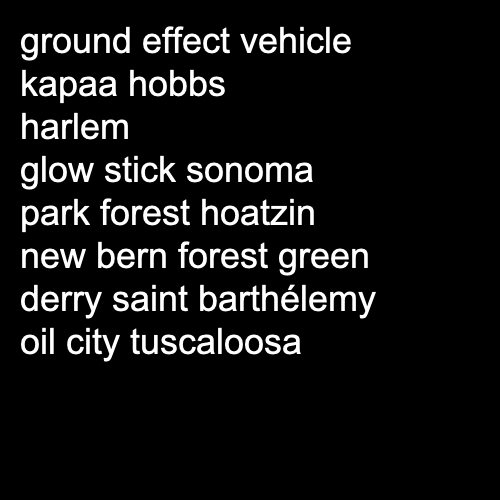 ground effect vehicle
kapaa hobbs
harlem
glow stick sonoma
park forest hoatzin
new bern forest green
derry saint barthélemy
oil city tuscaloosa